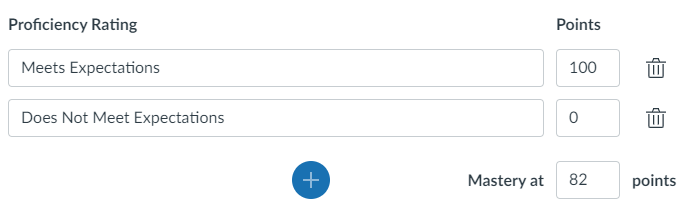 Proficiency Rating Points
Meets Expectations 100
Does Not Meet Expectations 0
Mastery at 82 points